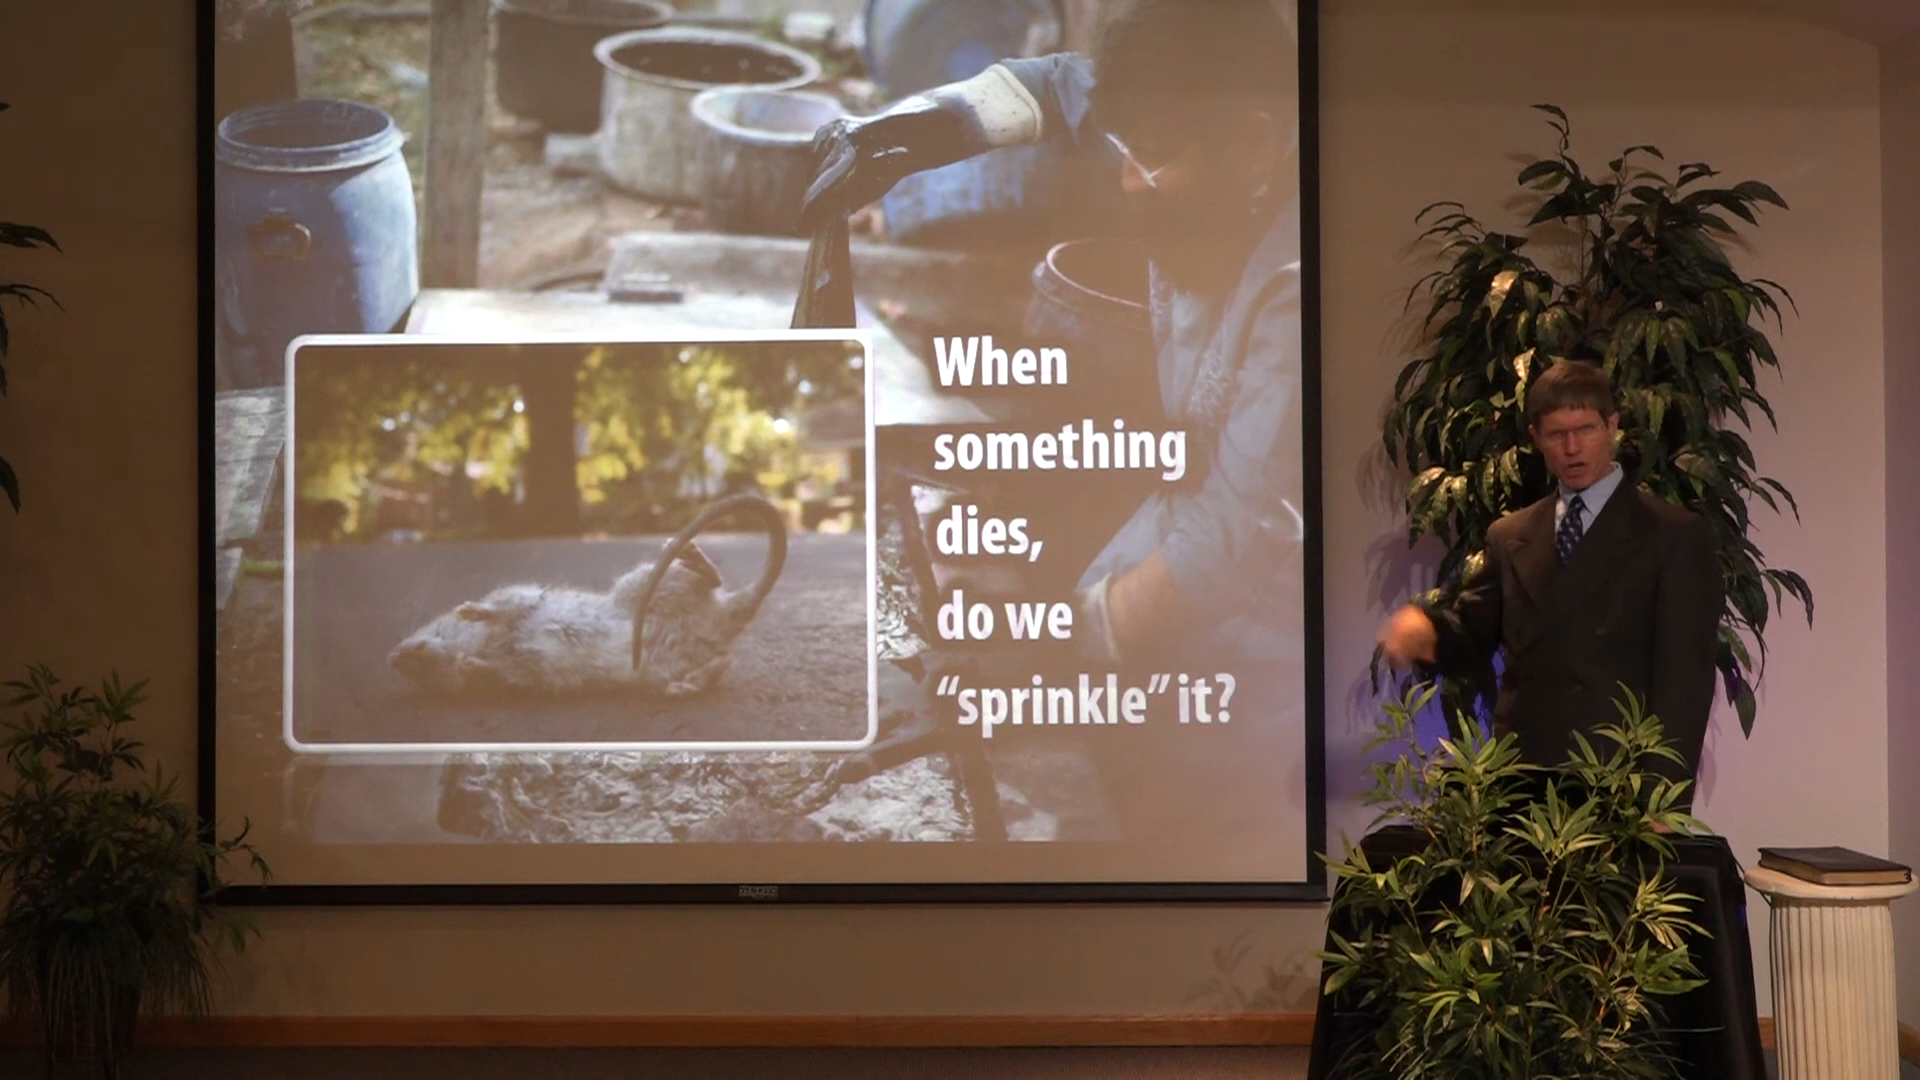 When
something
dies,
do we
“sprinkle” it?